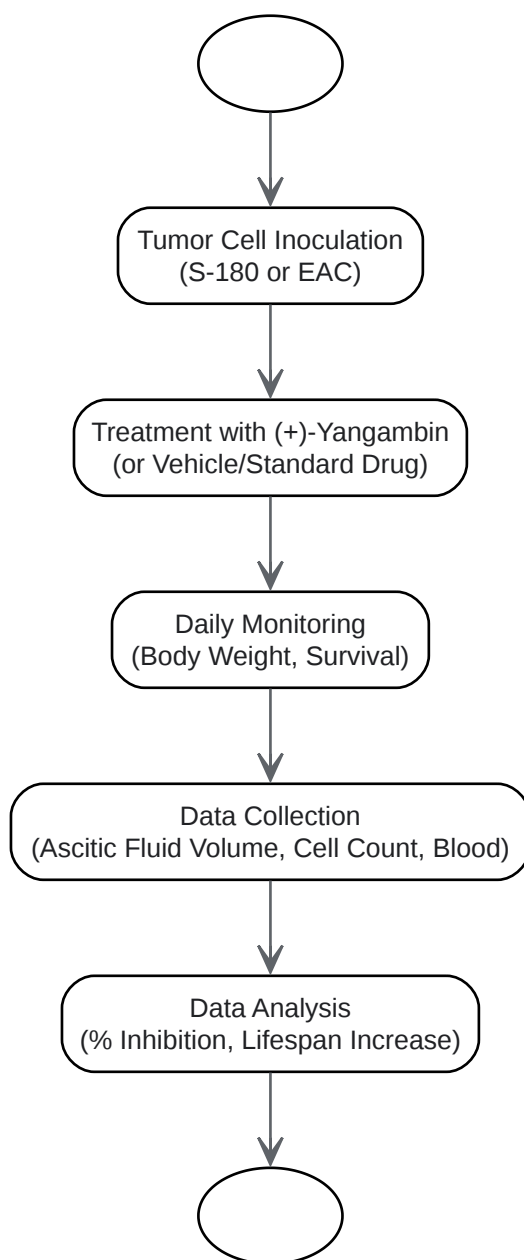 Tumor Cell Inoculation
(S-180 or EAC)
Treatment with (+)-Yangambin
(or Vehicle/Standard Drug)
Daily Monitoring
(Body Weight, Survival)
Data Collection
(Ascitic Fluid Volume, Cell Count, Blood)
Data Analysis
(% Inhibition, Lifespan Increase)